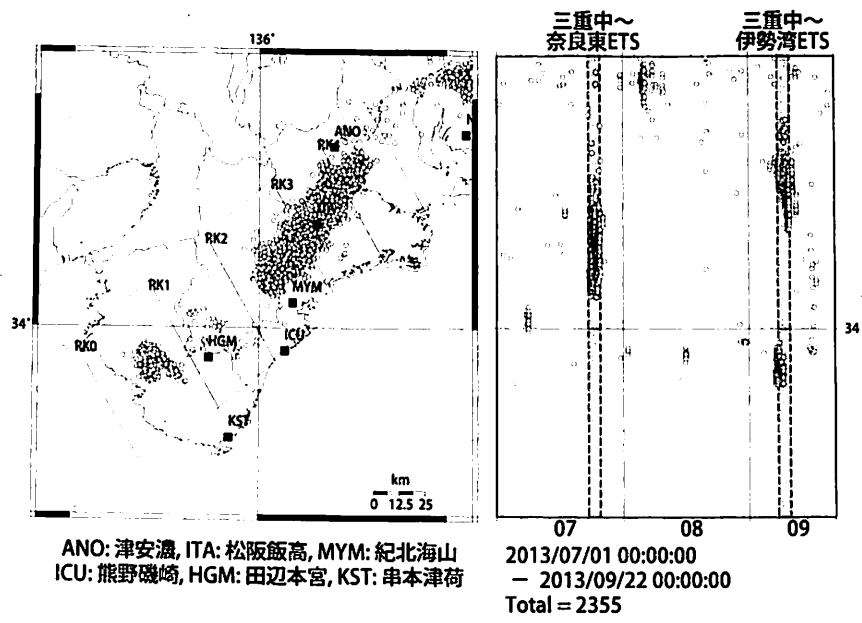 三重中～
奈良東ETS
三重中～
伊勢湾ETS
136°
ANO
RK
RK3
RK2
RK1
MYM
34°
34
RK0
HGM
ICU
KST
km
0 12.5 25
07 08 09
ANO: 津安濃, ITA: 松阪飯高, MYM: 紀北海山
ICU: 熊野磯崎, HGM: 田辺本宮, KST: 串本津荷
2013/07/01 00:00:00
－ 2013/09/22 00:00:00
Total = 2355